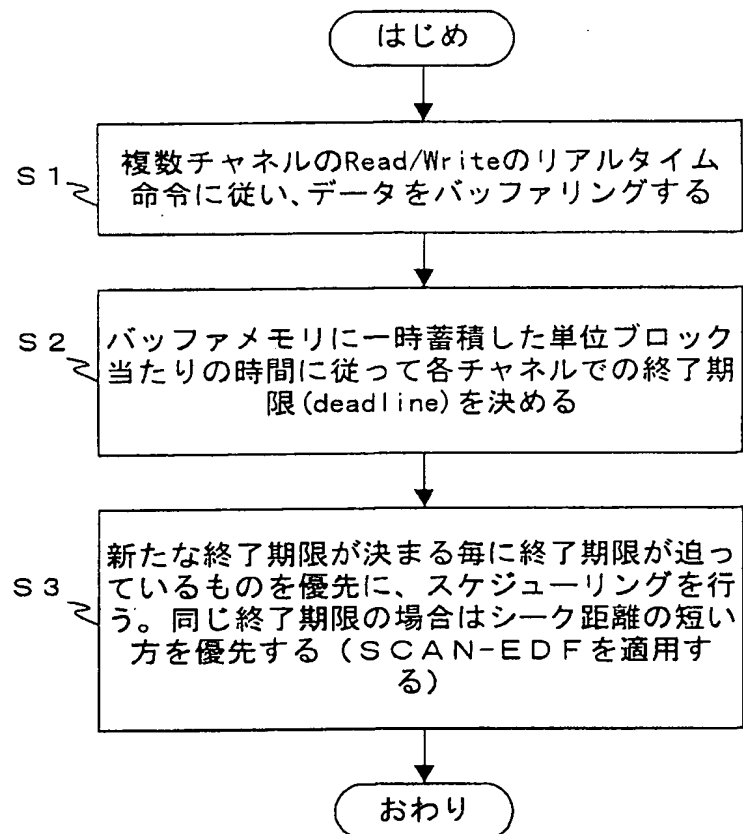 はじめ
S1
複数チャネルのRead/Writeのリアルタイム
命令に従い、データをバッファリングする
S2
バッファメモリに一時蓄積した単位ブロック
当たりの時間に従って各チャネルでの終了期
限(deadline)を決める
S3
新たな終了期限が決まる毎に終了期限が迫っ
ているものを優先に、スケジューリングを行
う。同じ終了期限の場合はシーク距離の短い
方を優先する（SCAN-EDFを適用す
る）
おわり